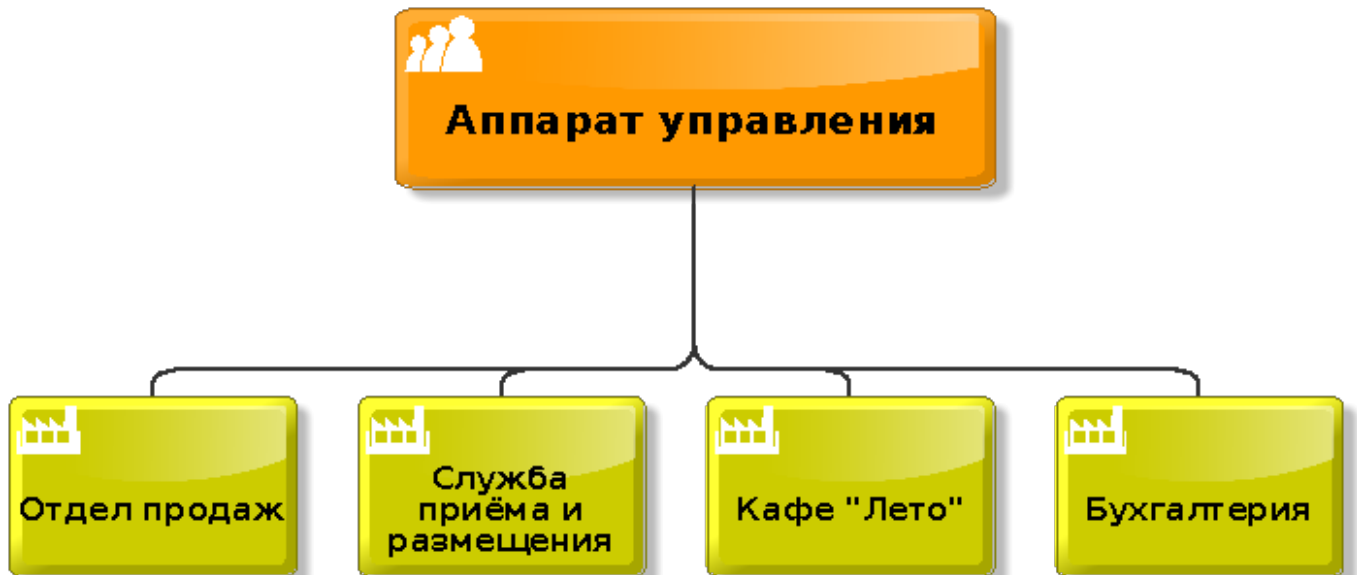 Аппарат управления
Отдел продаж
Служба
приёма и
размещения
Кафе "Лето"
Бухгалтерия